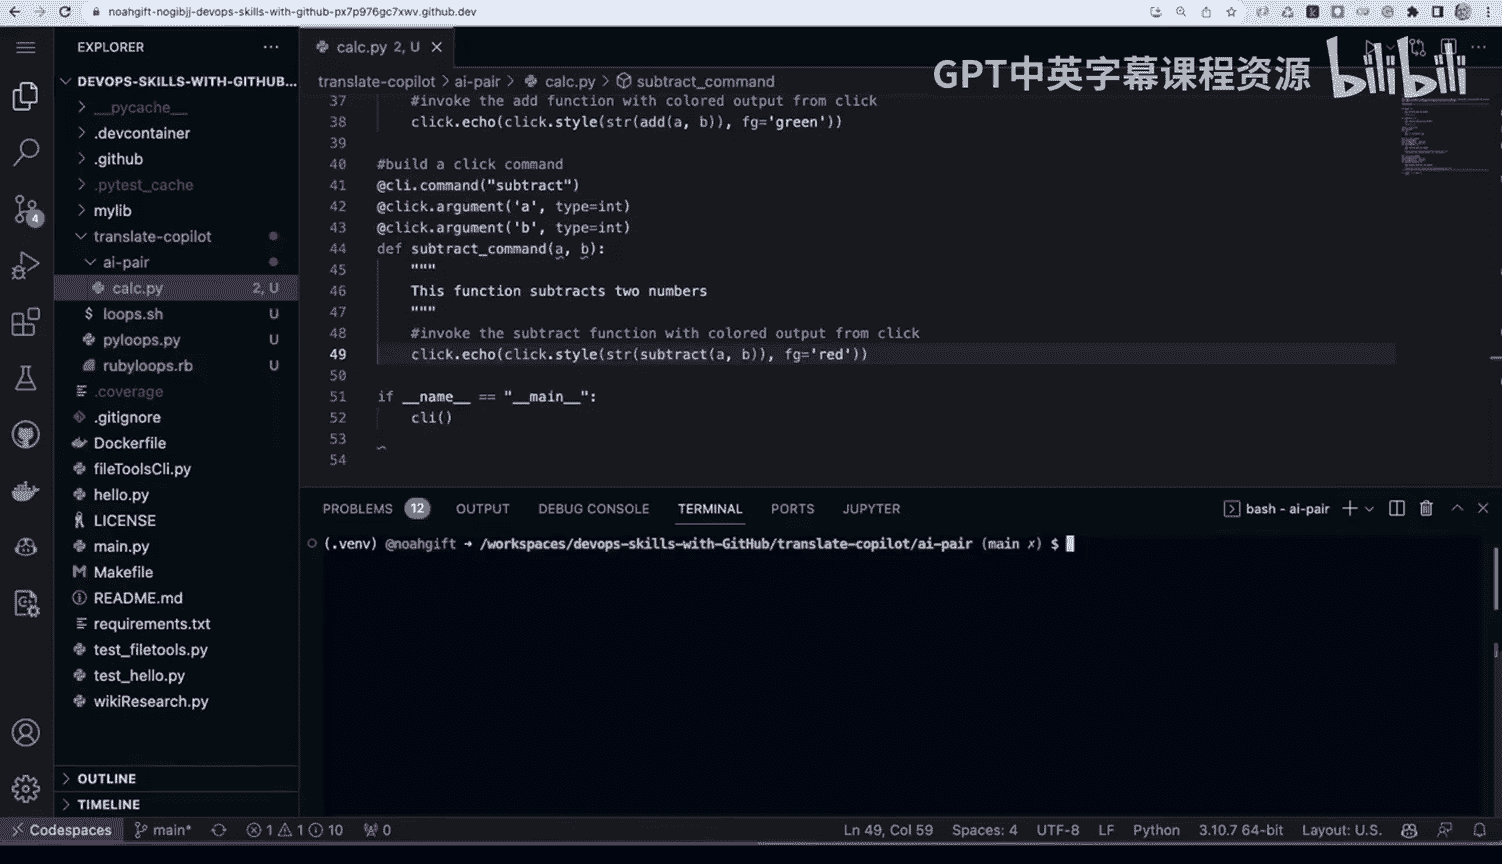 noahgift-nogibjj-devops-skills-with-github-px7p976gc7xwv.github.dev
EXPLORER
calc.py 2, U
GPT中英字幕课程资源
bilibili
DEVOPS-SKILLS-WITH-GITHUB...
__pycache__
.devcontainer
.github
.pytest_cache
mylib
translate-copilot
ai-pair
calc.py 2, U
loops.sh U
pyloops.py U
rubyloops.rb U
.coverage
.gitignore
Dockerfile
fileToolsCli.py
hello.py
LICENSE
main.py
Makefile
README.md
requirements.txt
test_filetools.py
test_hello.py
wikiResearch.py
OUTLINE
TIMELINE
4
translate-copilot > ai-pair > calc.py > subtract_command
37 #invoke the add function with colored output from click
38 click.echo(click.style(str(add(a, b)), fg='green'))
39
40 #build a click command
41 @cli.command("subtract")
42 @click.argument('a', type=int)
43 @click.argument('b', type=int)
44 def subtract_command(a, b):
45 """
46 This function subtracts two numbers
47 """
48 #invoke the subtract function with colored output from click
49 click.echo(click.style(str(subtract(a, b)), fg='red'))
50
51 if __name__ == "__main__":
52 cli()
53
54
PROBLEMS 12 OUTPUT DEBUG CONSOLE TERMINAL PORTS JUPYTER bash - ai-pair
(.venv) @noahgift → /workspaces/devops-skills-with-GitHub/translate-copilot/ai-pair (main ✗) $
Codespaces main* 1 1 10 0 Ln 49, Col 59 Spaces: 4 UTF-8 LF Python 3.10.7 64-bit Layout: U.S.